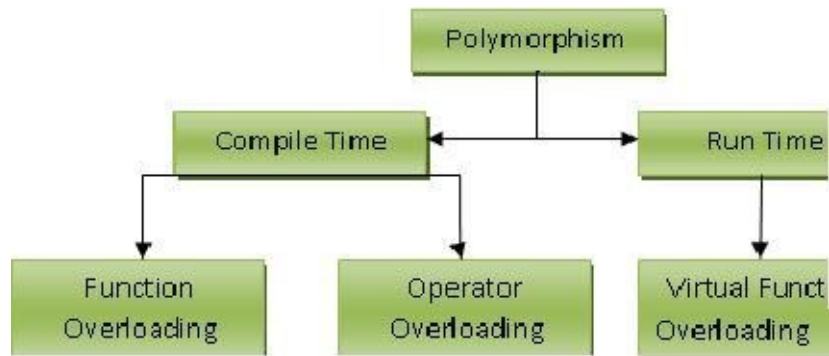 Polymorphism
Compile Time
Run Time
Function
Overloading
Operator
Overloading
Virtual Funct
Overloading